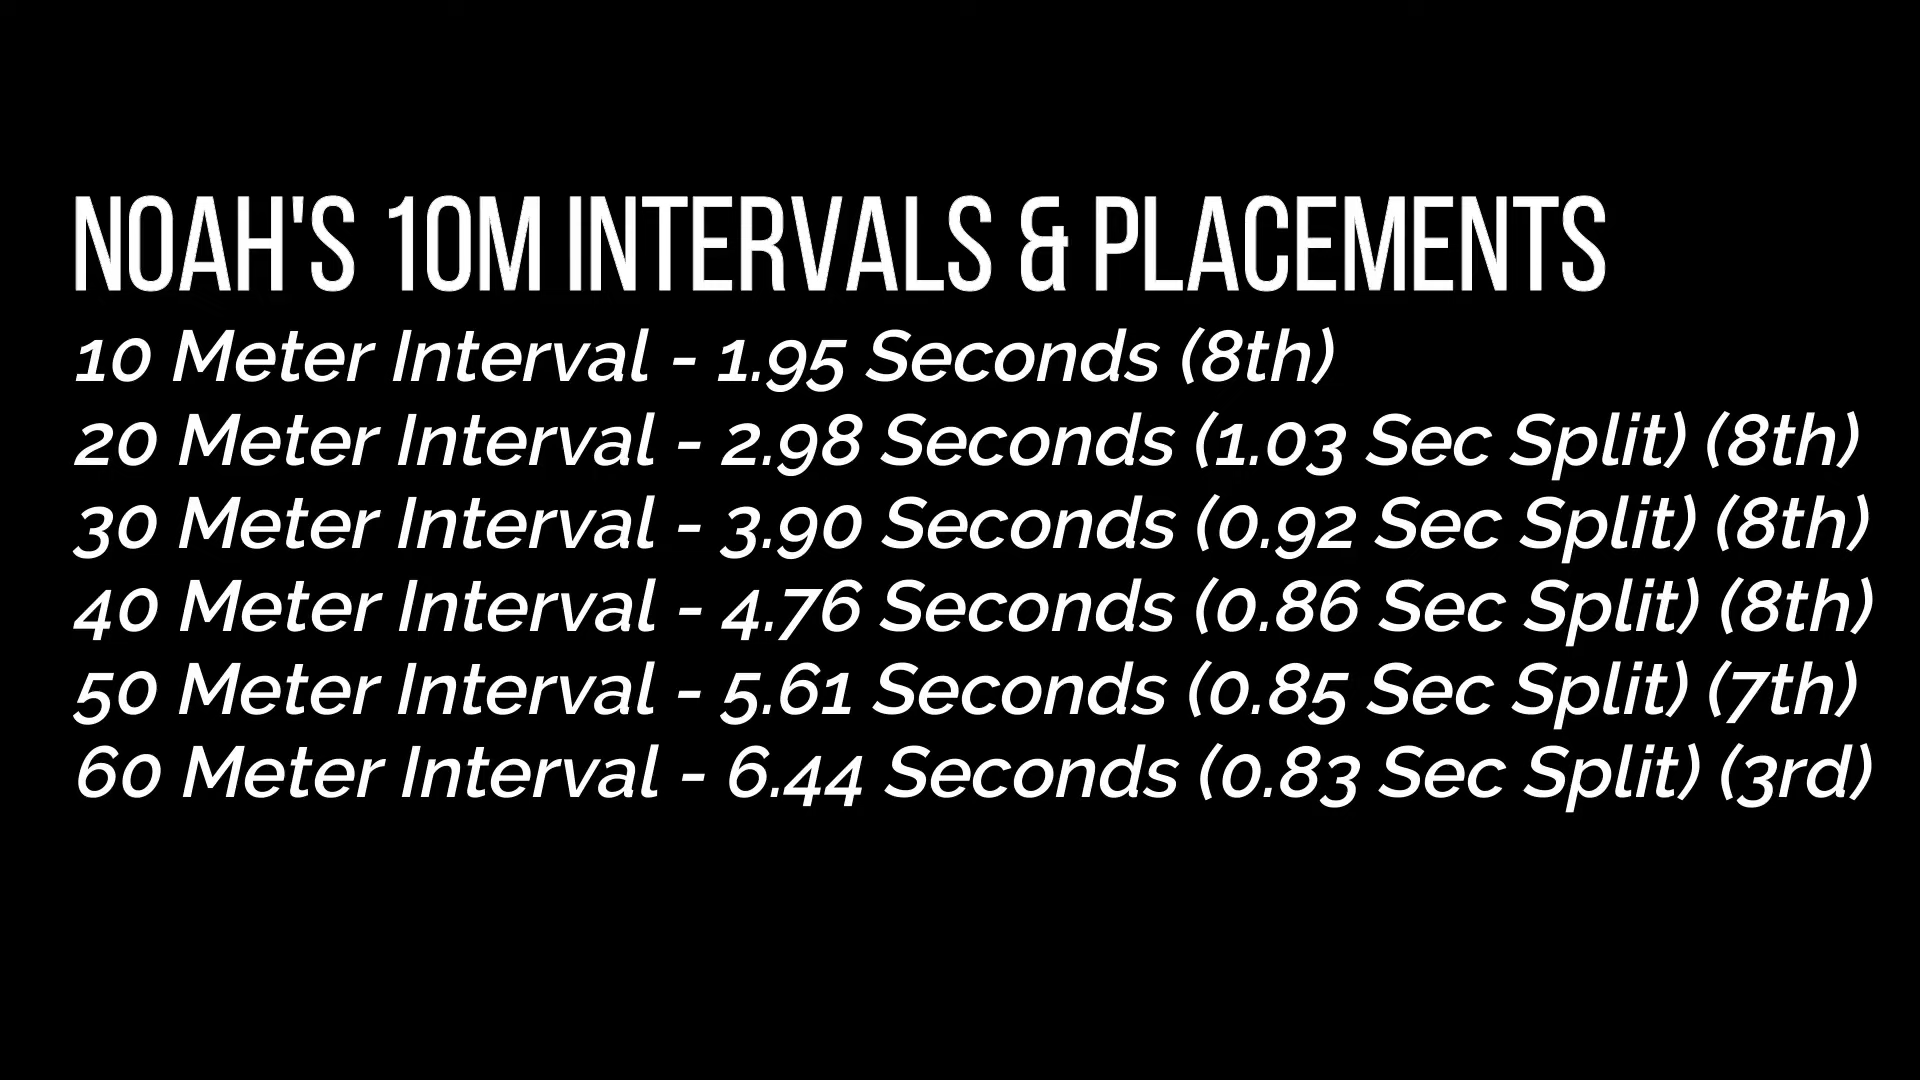 NOAH'S 10M INTERVALS & PLACEMENTS
10 Meter Interval - 1.95 Seconds (8th)
20 Meter Interval - 2.98 Seconds (1.03 Sec Split) (8th)
30 Meter Interval - 3.90 Seconds (0.92 Sec Split) (8th)
40 Meter Interval - 4.76 Seconds (0.86 Sec Split) (8th)
50 Meter Interval - 5.61 Seconds (0.85 Sec Split) (7th)
60 Meter Interval - 6.44 Seconds (0.83 Sec Split) (3rd)